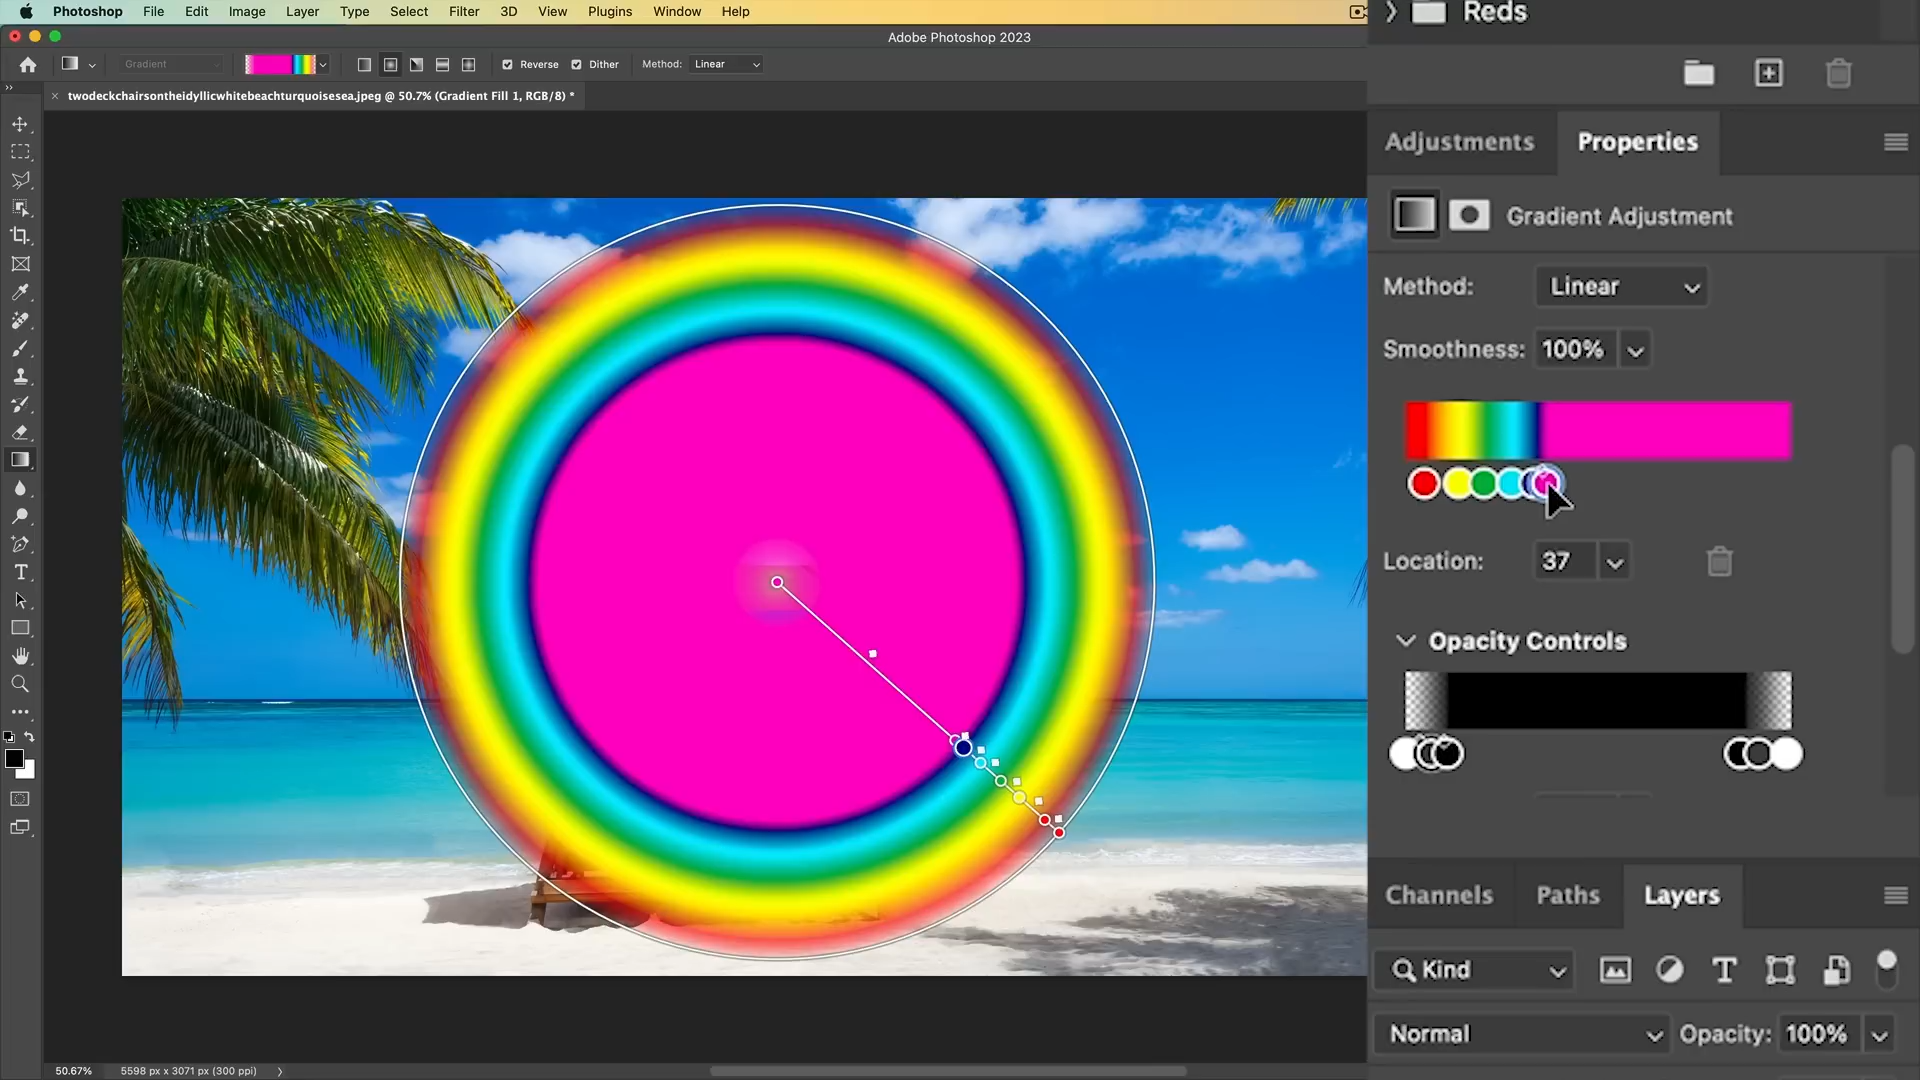 Photoshop File Edit Image Layer Type Select Filter 3D View Plugins Window Help
Adobe Photoshop 2023
Gradient
Reverse
Dither
Method: Linear
twodeckchairsontheidyllicwhitebeachturquoisesea.jpeg @ 50.7% (Gradient Fill 1, RGB/8) *
Reds
Adjustments Properties
Gradient Adjustment
Method: Linear
Smoothness: 100%
Location: 37
Opacity Controls
Channels Paths Layers
Kind
Normal Opacity: 100%
50.67% 5598 px x 3071 px (300 ppi)